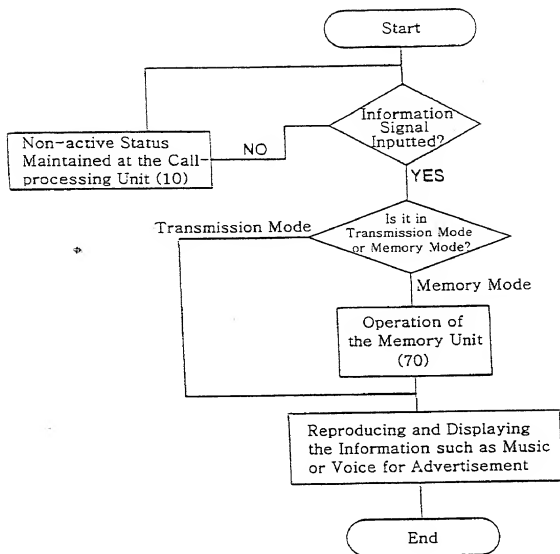 Start
Information
Signal
Inputted?
NO
Non-active Status
Maintained at the Call-
processing Unit (10)
YES
Transmission Mode
Is it in
Transmission Mode
or Memory Mode?
Memory Mode
Operation of
the Memory Unit
(70)
Reproducing and Displaying
the Information such as Music
or Voice for Advertisement
End